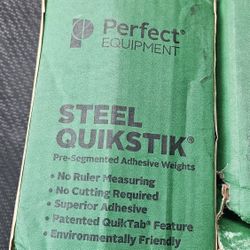 Perfect®
EQUIPMENT
STEEL
QUIKSTIK®
Pre-Segmented Adhesive Weights
• No Ruler Measuring
• No Cutting Required
• Superior Adhesive
• Patented QuikTab® Feature
• Environmentally Friendly